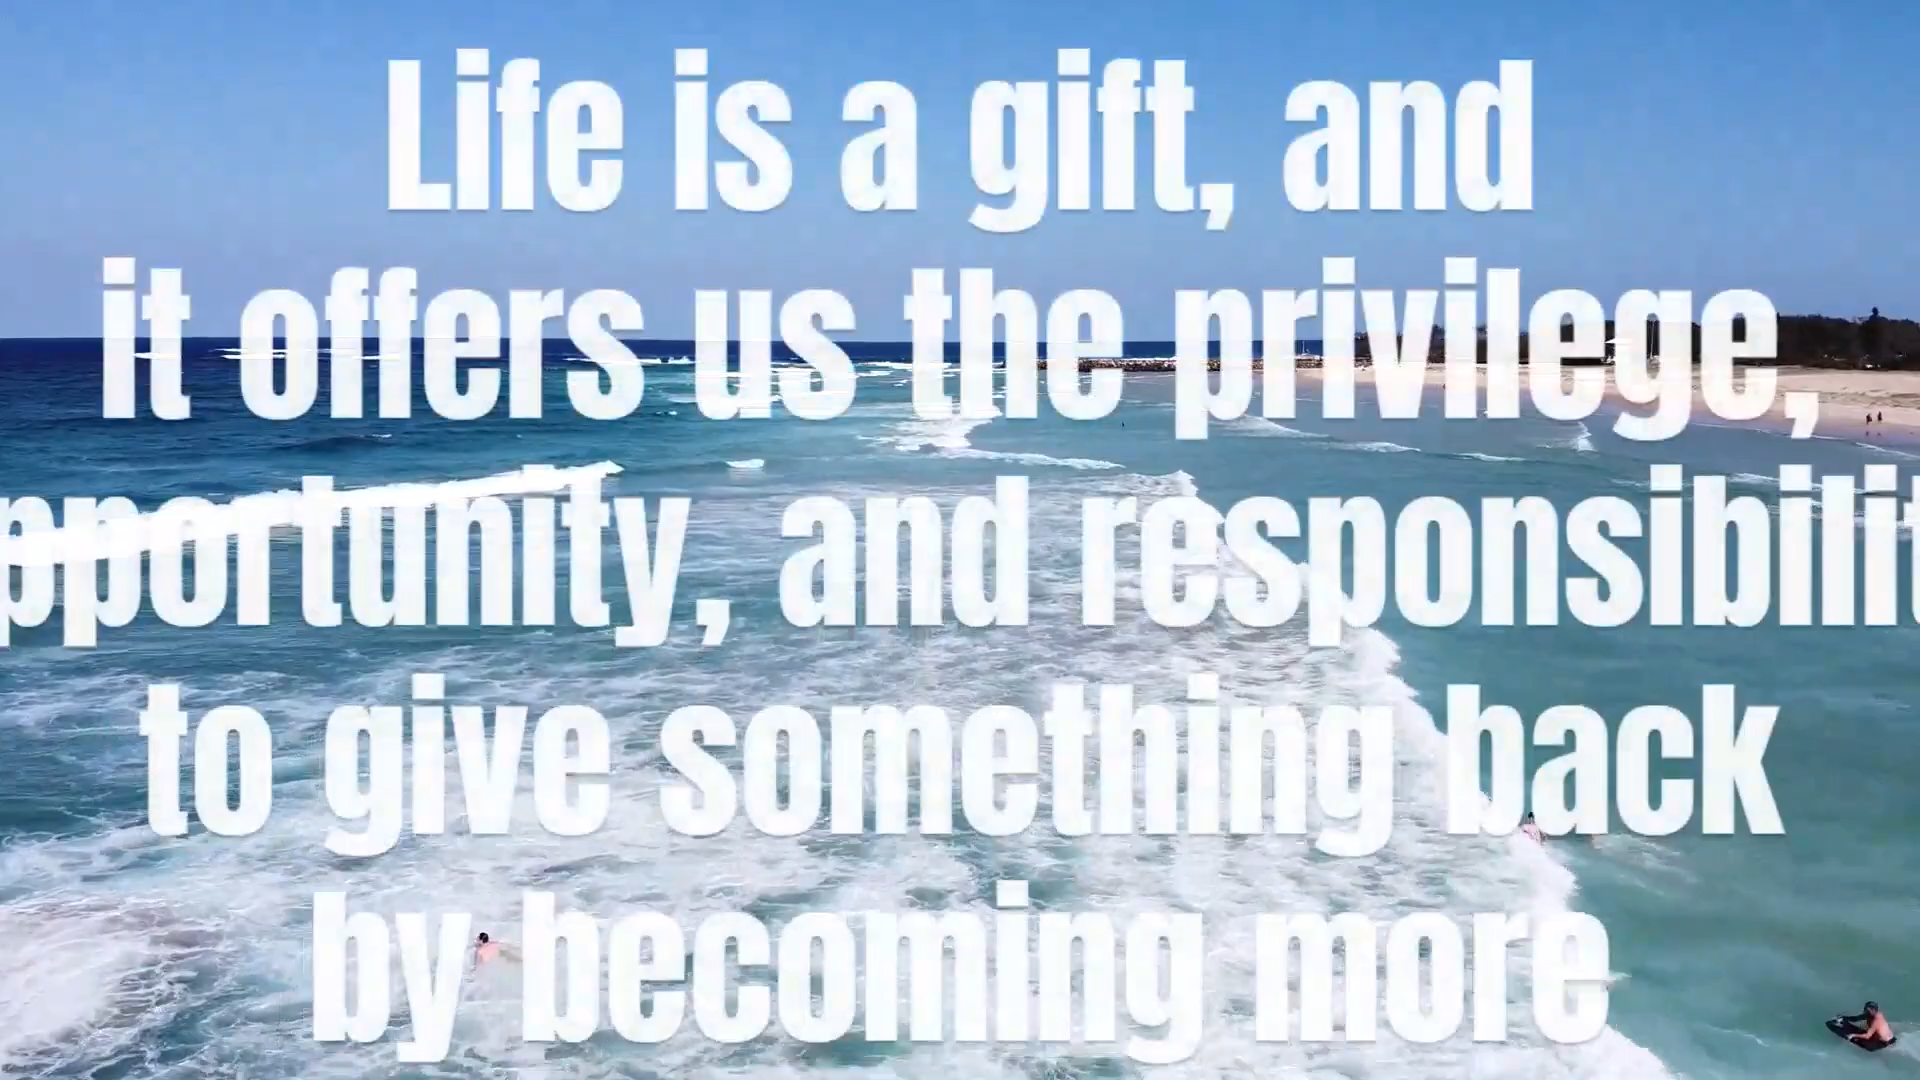 Life is a gift, and
it offers us the privilege,
pportunity, and responsibilit
to give something back
by becoming more